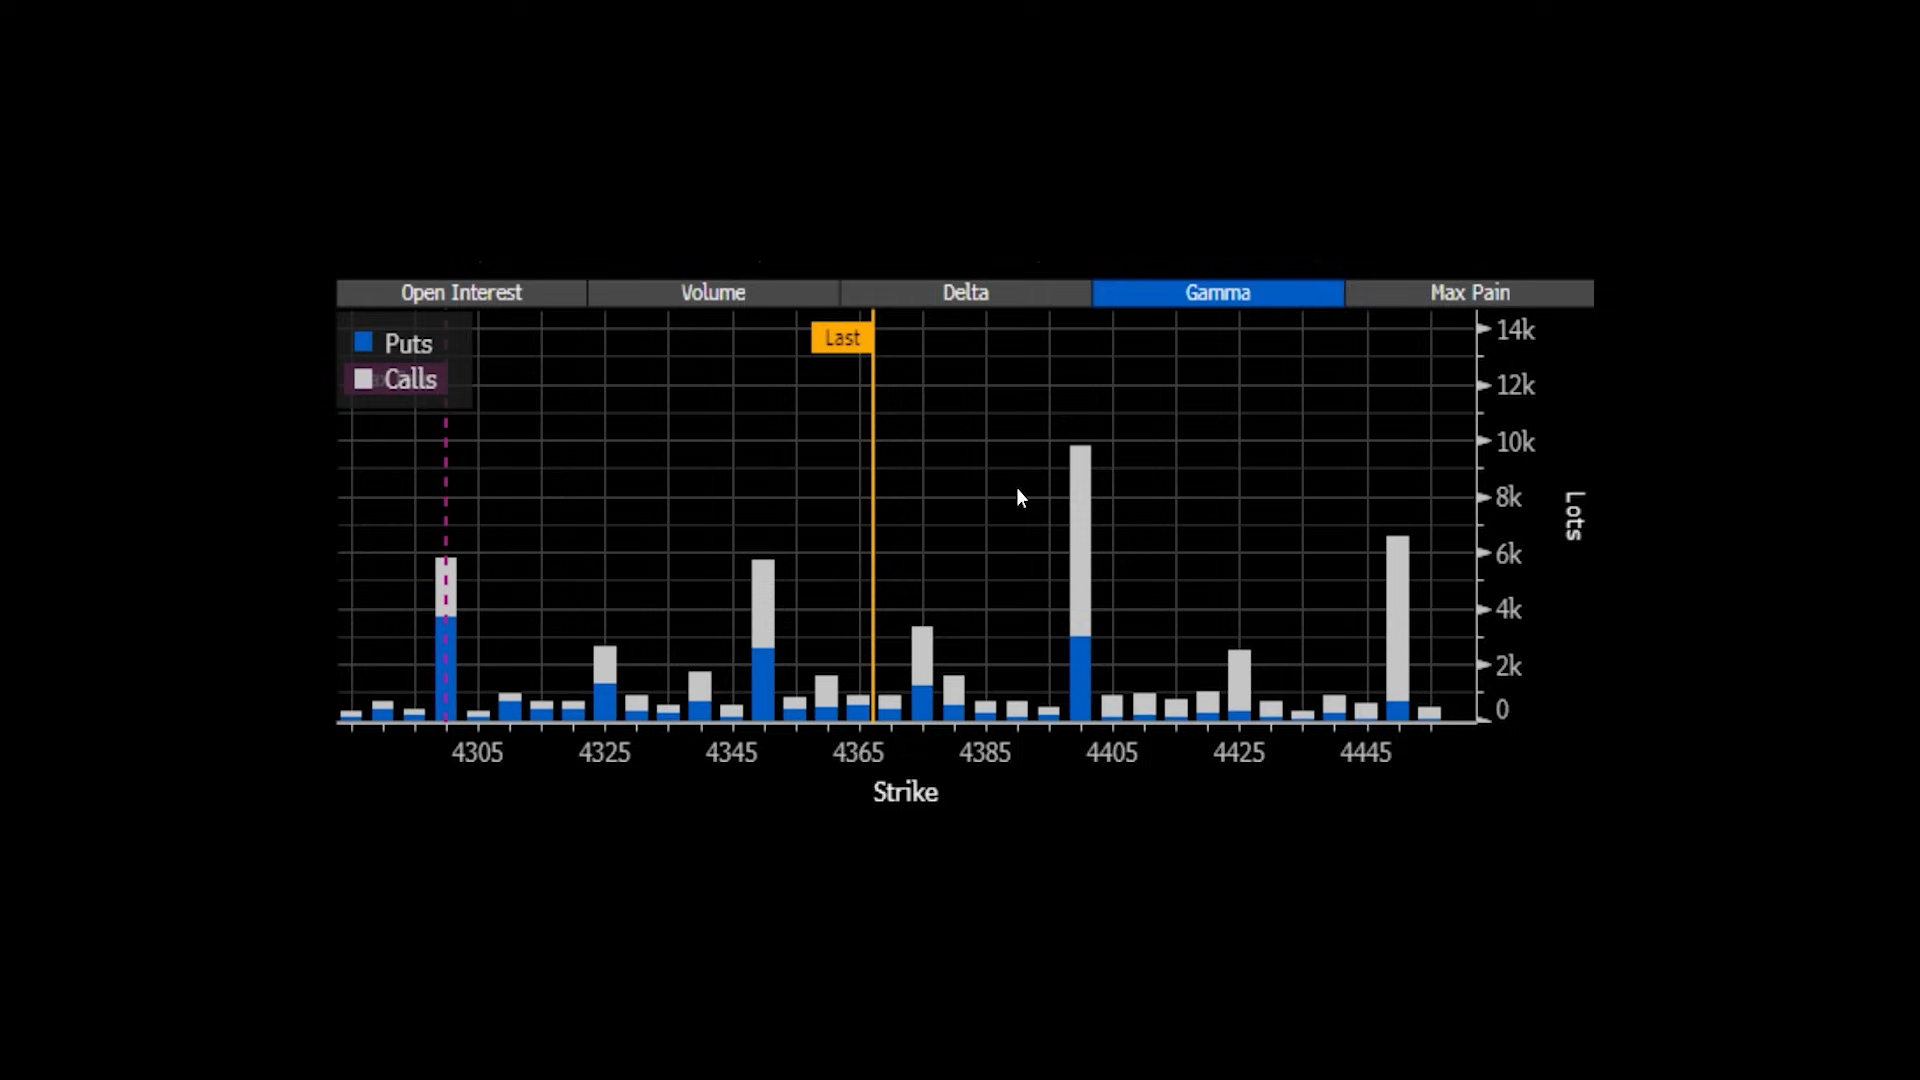 Open Interest Volume Delta Gamma Max Pain
Last
Puts
Calls
14k
12k
10k
8k
6k
4k
2k
0
Lots
4305 4325 4345 4365 4385 4405 4425 4445
Strike